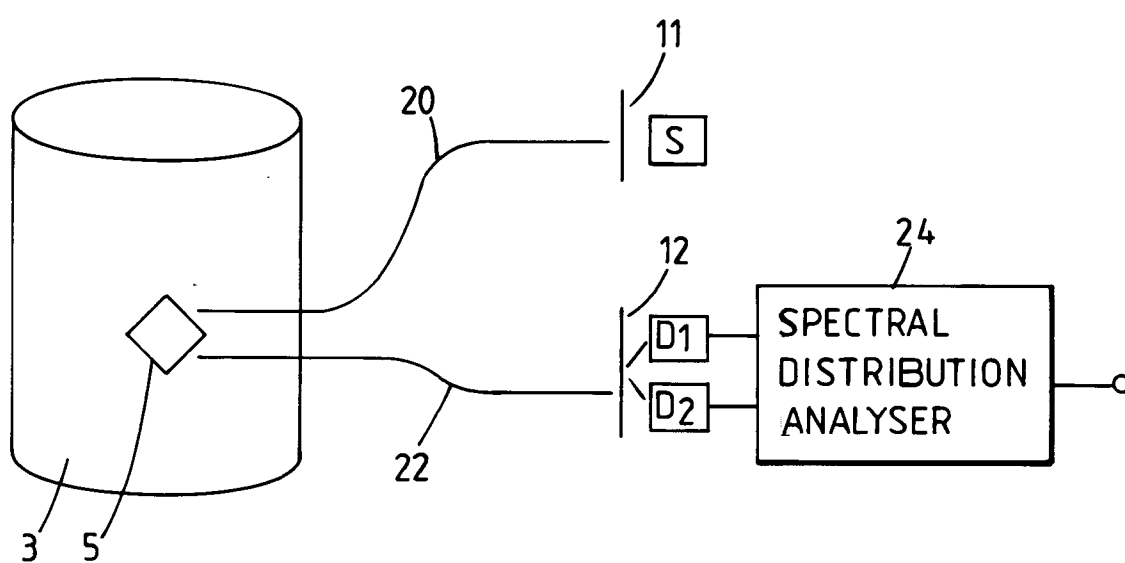 11
20
S
24
12
D1
SPECTRAL
DISTRIBUTION
D2
ANALYSER
22
3
5